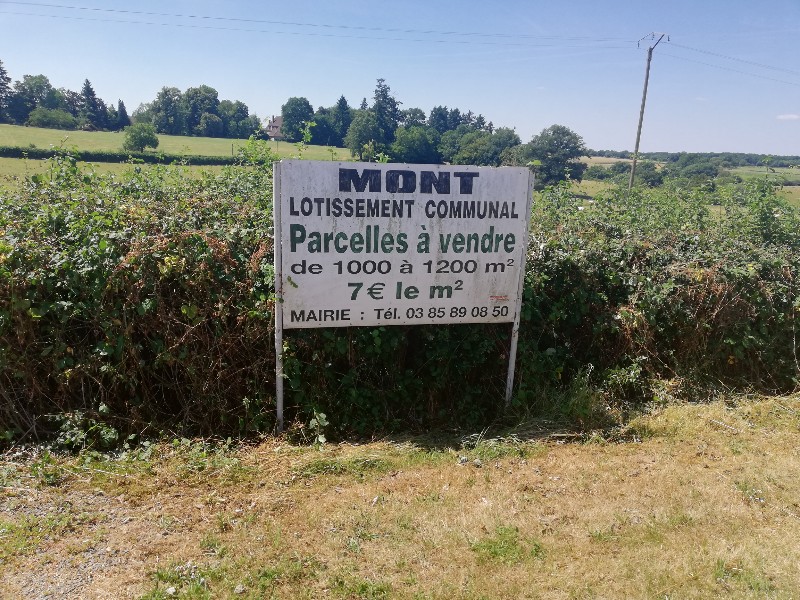 MONT
LOTISSEMENT COMMUNAL
Parcelles à vendre
de 1000 à 1200 m²
7€ le m²
MAIRIE : Tél. 03 85 89 08 50